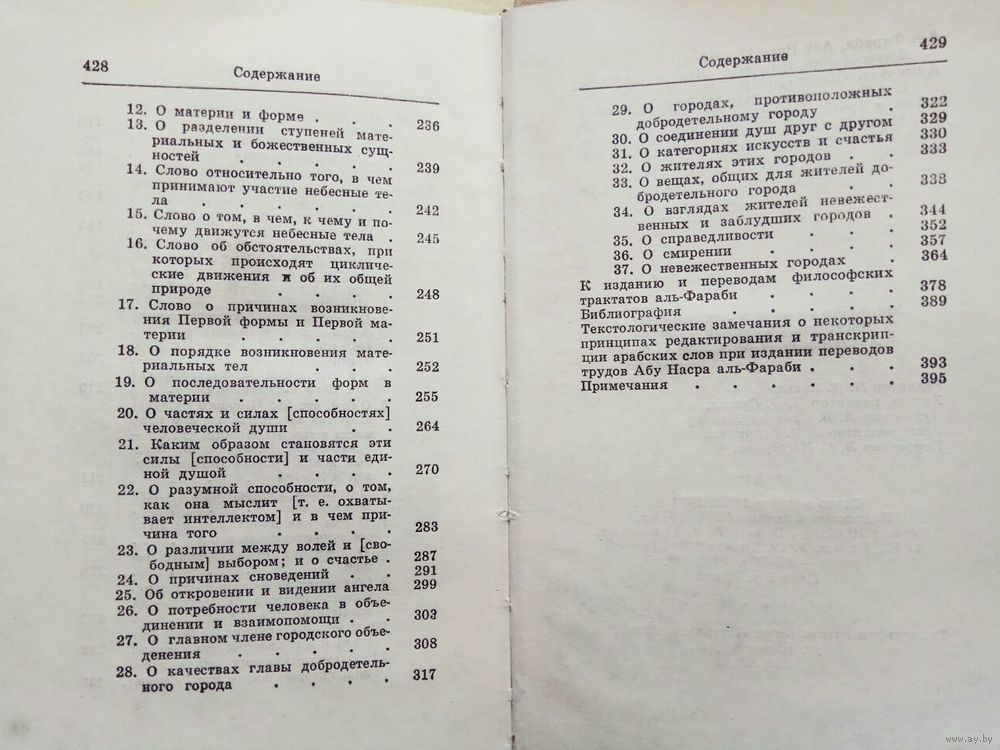 428
Содержание
12. О материи и форме . . . 236
13. О разделении ступеней мате-
риальных и божественных сущ-
ностей . . . . . 239
14. Слово относительно того, в чем
принимают участие небесные те-
ла . . . . . . 242
15. Слово о том, в чем, к чему и по-
чему движутся небесные тела . 245
16. Слово об обстоятельствах, при
которых происходят цикличе-
ские движения и об их общей
природе . . . . 248
17. Слово о причинах возникнове-
ния Первой формы и Первой ма-
терии . . . . . 251
18. О порядке возникновения мате-
риальных тел . . . 252
19. О последовательности форм в
материи . . . . . 255
20. О частях и силах [способностях]
человеческой души . . 264
21. Каким образом становятся эти
силы [способности] и части еди-
ной душой . . . . 270
22. О разумной способности, о том,
как она мыслит [т. е. охваты-
вает интеллектом] и в чем при-
чина того . . . . 283
23. О различии между волей и [сво-
бодным] выбором; и о счастье . 287
24. О причинах сновидений . . 291
25. Об откровении и видении ангела 299
26. О потребности человека в объе-
динении и взаимопомощи . . 303
27. О главном члене городского объе-
динения . . . . . 308
28. О качествах главы добродетель-
ного города . . . . 317
429
Содержание
29. О городах, противоположных
добродетельному городу . 322
30. О соединении душ друг с другом 329
31. О категориях искусств и счастья 330
32. О жителях этих городов . . 333
33. О вещах, общих для жителей до-
бродетельного города . . 333
34. О взглядах жителей невежест-
венных и заблудших городов . 344
35. О справедливости . . . 352
36. О смирении . . . . 357
37. О невежественных городах . 364
К изданию и переводам философских
трактатов аль-Фараби . . . . 378
Библиография . . . . . 389
Текстологические замечания о некоторых
принципах редактирования и транскрип-
ции арабских слов при издании переводов
трудов Абу Насра аль-Фараби . . . 393
Примечания . . . . . . 395
www.ay.by